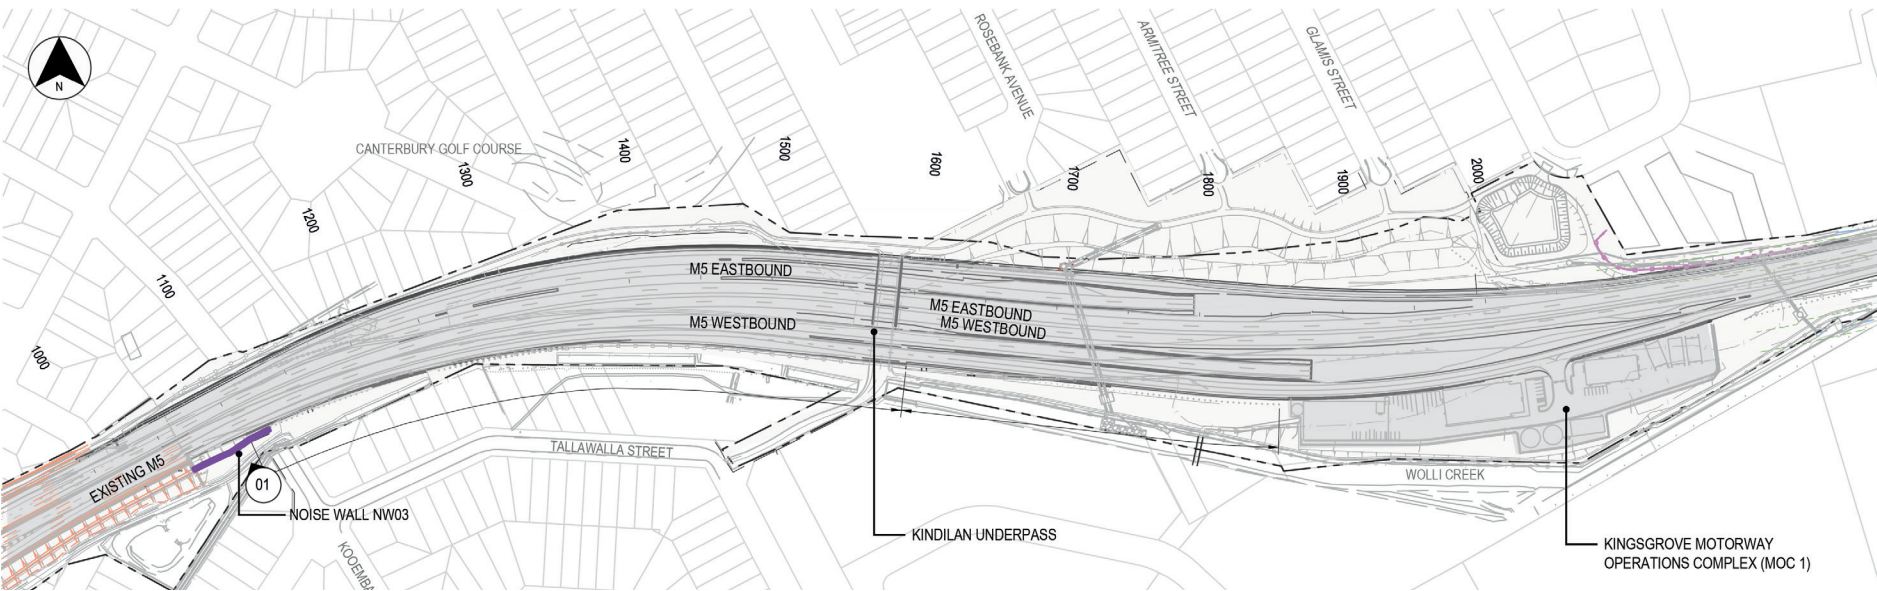 N
CANTERBURY GOLF COURSE
ROSEBANK AVENUE
ARMITREE STREET
GLAMIS STREET
1000
1100
1200
1300
1400
1500
1600
1700
1800
1900
2000
M5 EASTBOUND
M5 WESTBOUND
M5 EASTBOUND
M5 WESTBOUND
EXISTING M5
01
NOISE WALL NW03
TALLAWALLA STREET
KOOEMBA
KINDILAN UNDERPASS
WOLLI CREEK
KINGSGROVE MOTORWAY
OPERATIONS COMPLEX (MOC 1)